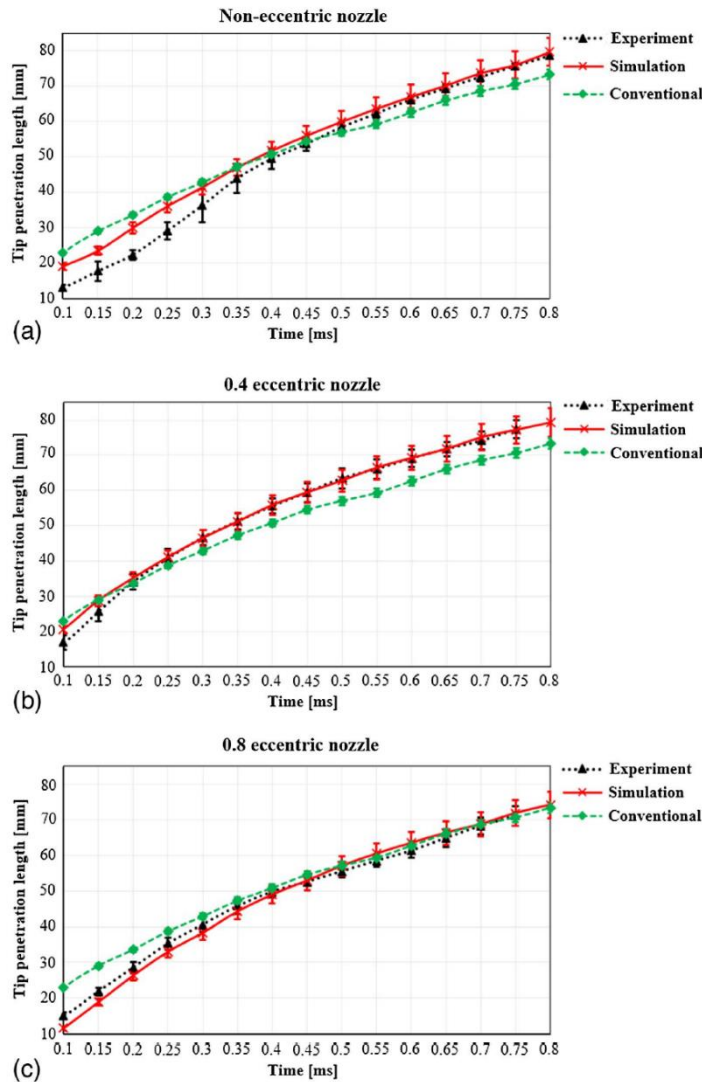 Non-eccentric nozzle
Tip penetration length [mm]
80
70
60
50
40
30
20
10
0.1 0.15 0.2 0.25 0.3 0.35 0.4 0.45 0.5 0.55 0.6 0.65 0.7 0.75 0.8
Time [ms]
Experiment
Simulation
Conventional
(a)
0.4 eccentric nozzle
Tip penetration length [mm]
80
70
60
50
40
30
20
10
0.1 0.15 0.2 0.25 0.3 0.35 0.4 0.45 0.5 0.55 0.6 0.65 0.7 0.75 0.8
Time [ms]
Experiment
Simulation
Conventional
(b)
0.8 eccentric nozzle
Tip penetration length [mm]
80
70
60
50
40
30
20
10
0.1 0.15 0.2 0.25 0.3 0.35 0.4 0.45 0.5 0.55 0.6 0.65 0.7 0.75 0.8
Time [ms]
Experiment
Simulation
Conventional
(c)